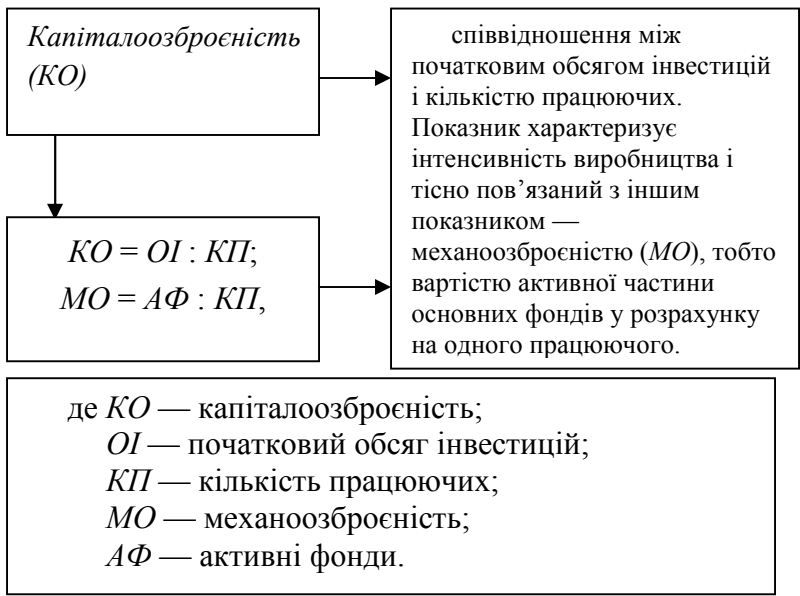 Капіталоозброєність
(КО)
співвідношення між
початковим обсягом інвестицій
і кількістю працюючих.
Показник характеризує
інтенсивність виробництва і
тісно пов’язаний з іншим
показником —
механоозброєністю (МО), тобто
вартістю активної частини
основних фондів у розрахунку
на одного працюючого.
КО = ОІ : КП;
МО = АФ : КП,
де КО — капіталоозброєність;
ОІ — початковий обсяг інвестицій;
КП — кількість працюючих;
МО — механоозброєність;
АФ — активні фонди.